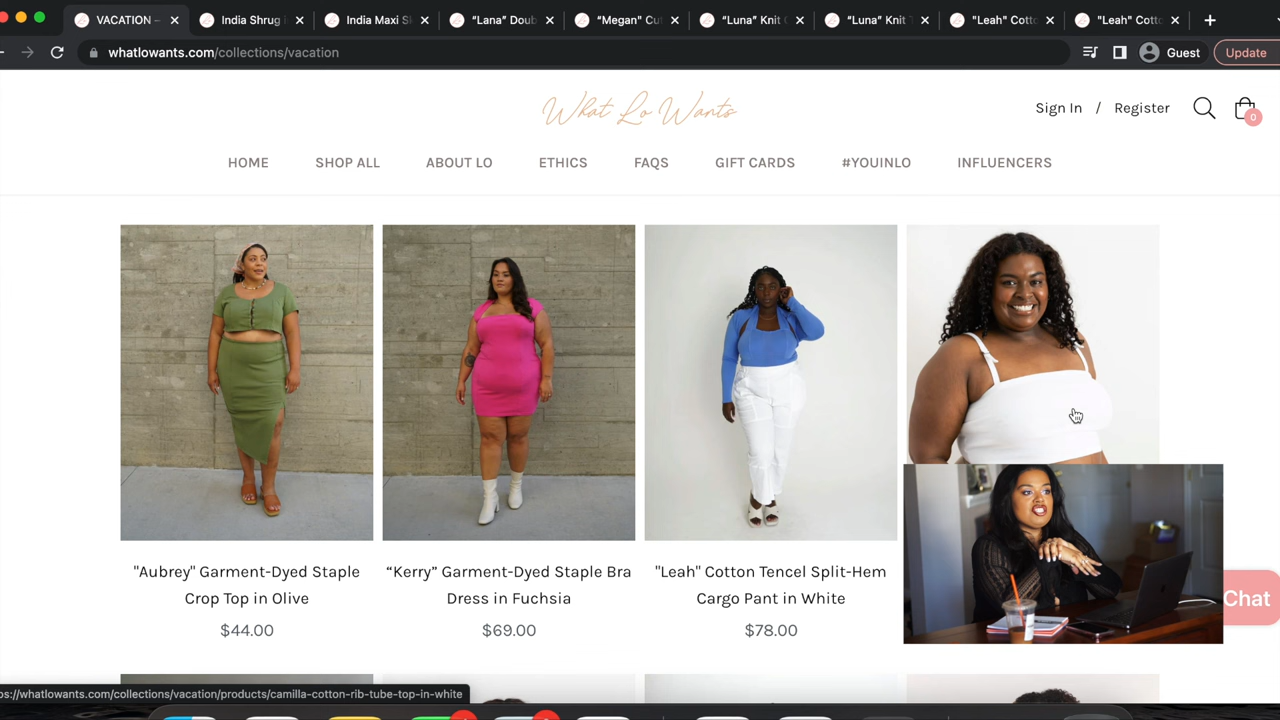 VACATION –
India Shrug
India Maxi S
“Lana” Doub
“Megan” Cu
“Luna” Knit C
“Luna” Knit T
"Leah" Cotto
"Leah" Cotto
whatlowants.com/collections/vacation
Guest
Update
What Lo Wants
Sign In / Register
0
HOME SHOP ALL ABOUT LO ETHICS FAQS GIFT CARDS #YOUINLO INFLUENCERS
"Aubrey" Garment-Dyed Staple
Crop Top in Olive
$44.00
“Kerry” Garment-Dyed Staple Bra
Dress in Fuchsia
$69.00
"Leah" Cotton Tencel Split-Hem
Cargo Pant in White
$78.00
Chat
ps://whatlowants.com/collections/vacation/products/camilla-cotton-rib-tube-top-in-white